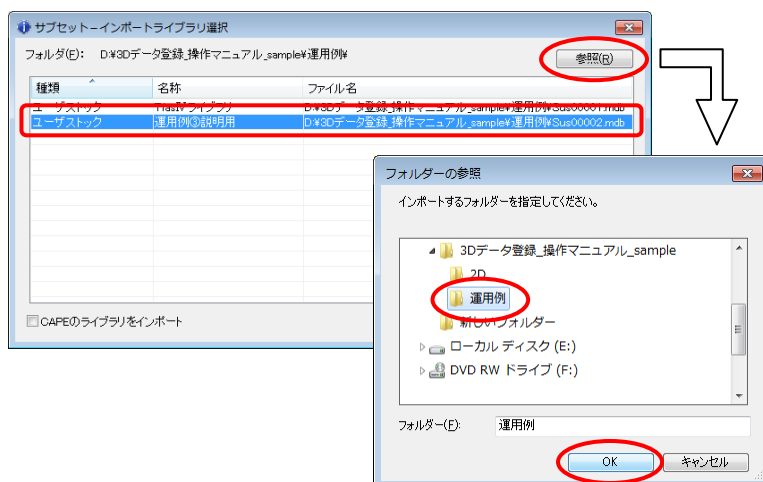 サブセット－インポートライブラリ選択
フォルダ(F): D:¥3Dデータ登録_操作マニュアル_sample¥運用例¥
参照(R)
種類 名称 ファイル名
ユーザストック D:¥3Dデータ登録_操作マニュアル_sample¥運用例¥Sus00001.mdb
ユーザストック 運用例③説明用 D:¥3Dデータ登録_操作マニュアル_sample¥運用例¥Sus00002.mdb
CAPEのライブラリをインポート
フォルダーの参照
インポートするフォルダーを指定してください。
3Dデータ登録_操作マニュアル_sample
2D
運用例
新しいフォルダー
ローカル ディスク (E:)
DVD RW ドライブ (F:)
フォルダー(F): 運用例
OK キャンセル